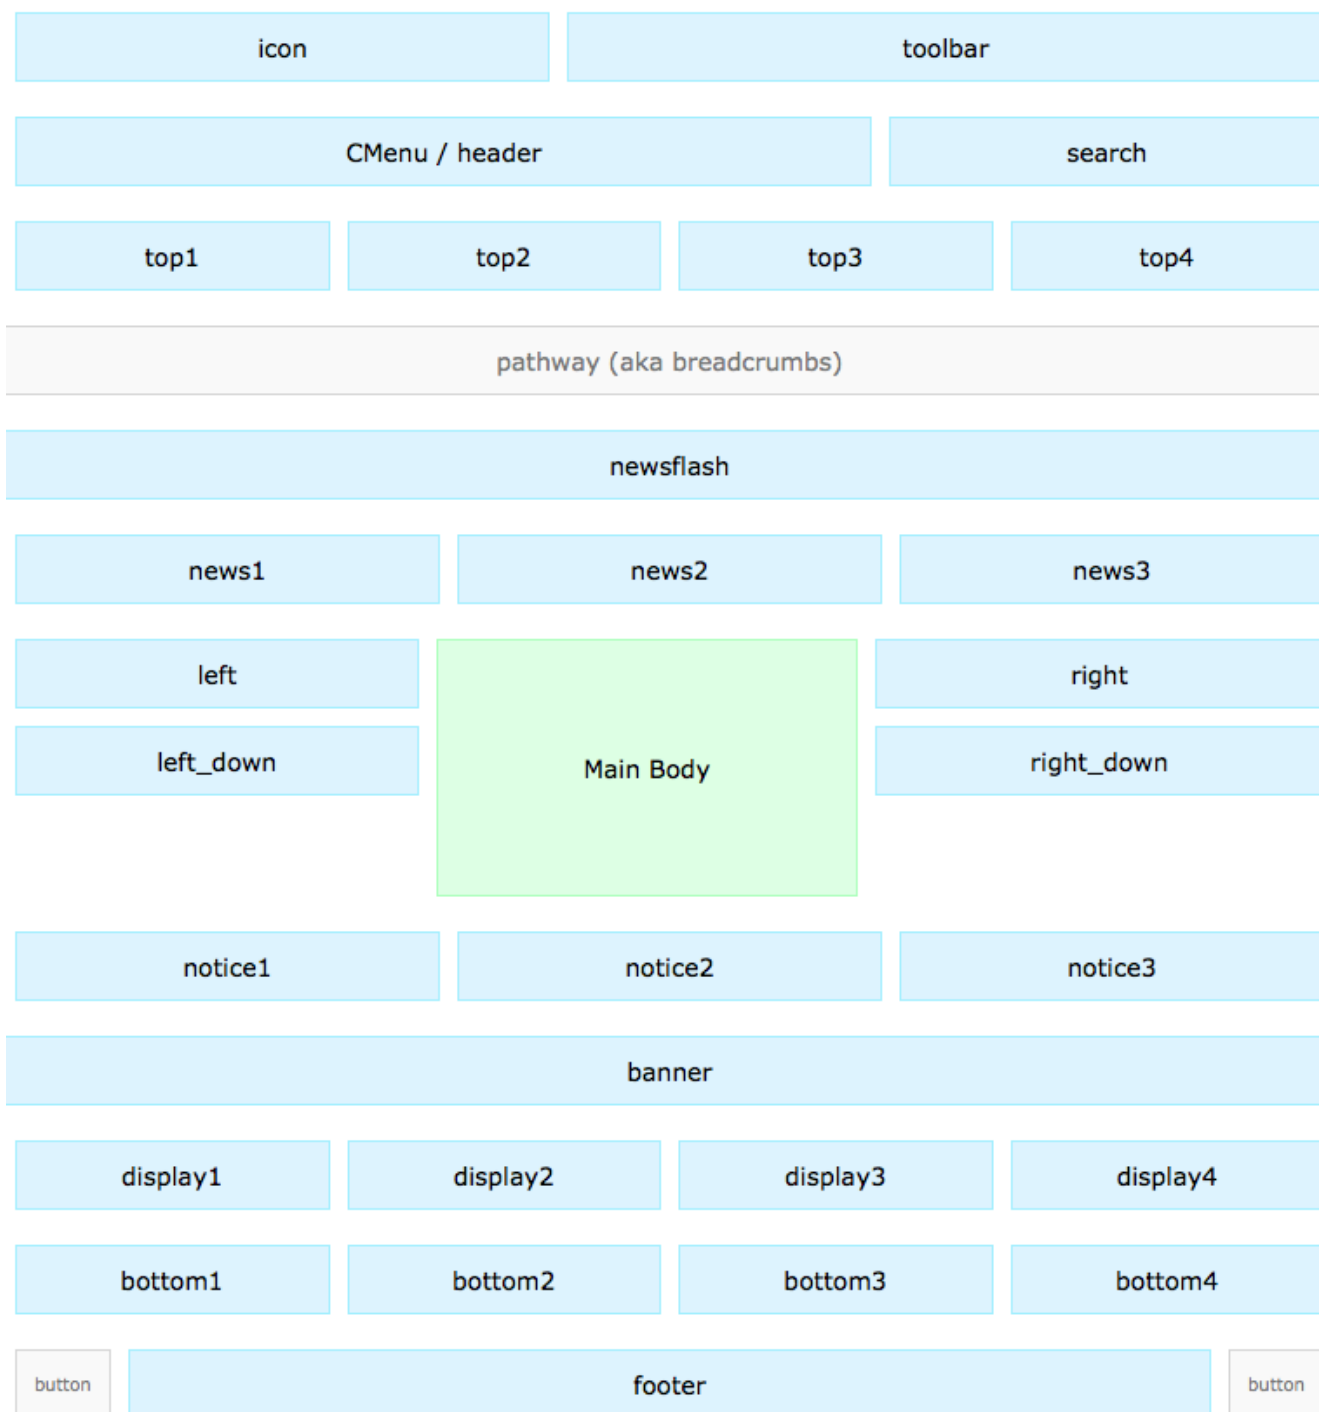 icon
toolbar
CMenu / header
search
top1
top2
top3
top4
pathway (aka breadcrumbs)
newsflash
news1
news2
news3
left
right
left_down
Main Body
right_down
notice1
notice2
notice3
banner
display1
display2
display3
display4
bottom1
bottom2
bottom3
bottom4
button
footer
button